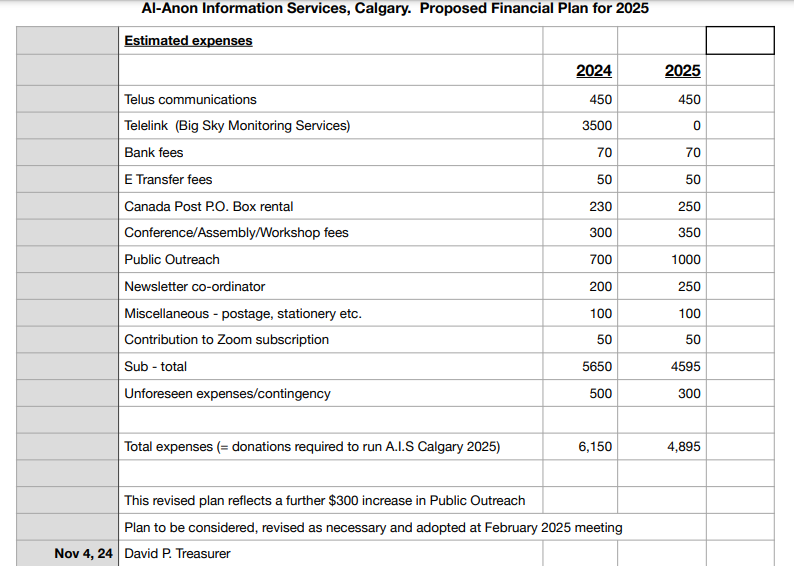 Al-Anon Information Services, Calgary.  Proposed Financial Plan for 2025
Estimated expenses
2024 2025
Telus communications 450 450
Telelink  (Big Sky Monitoring Services) 3500 0
Bank fees 70 70
E Transfer fees 50 50
Canada Post P.O. Box rental 230 250
Conference/Assembly/Workshop fees 300 350
Public Outreach 700 1000
Newsletter co-ordinator 200 250
Miscellaneous - postage, stationery etc. 100 100
Contribution to Zoom subscription 50 50
Sub - total 5650 4595
Unforeseen expenses/contingency 500 300
Total expenses (= donations required to run A.I.S Calgary 2025) 6,150 4,895
This revised plan reflects a further $300 increase in Public Outreach
Plan to be considered, revised as necessary and adopted at February 2025 meeting
Nov 4, 24 David P. Treasurer